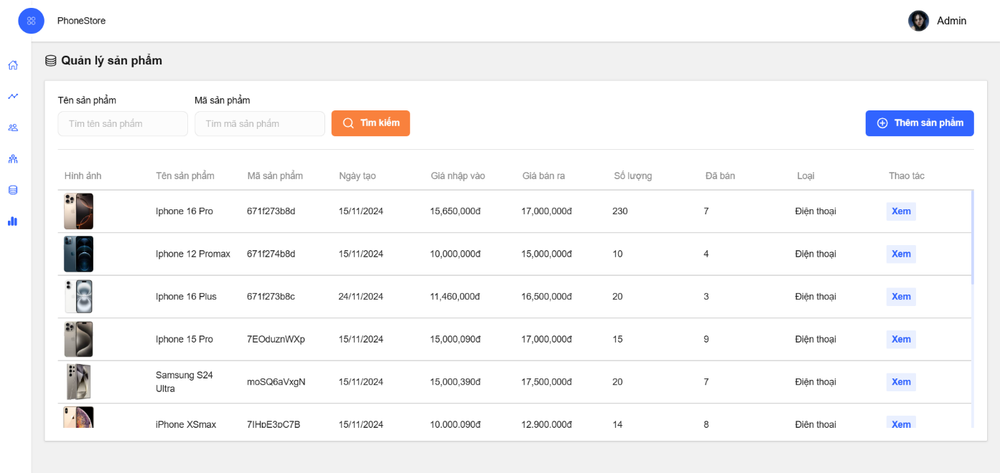 PhoneStore
Admin
Quản lý sản phẩm
Tên sản phẩm
Mã sản phẩm
Tìm tên sản phẩm
Tìm mã sản phẩm
Tìm kiếm
Thêm sản phẩm
Hình ảnh Tên sản phẩm Mã sản phẩm Ngày tạo Giá nhập vào Giá bán ra Số lượng Đã bán Loại Thao tác
Iphone 16 Pro 671f273b8d 15/11/2024 15,650,000đ 17,000,000đ 230 7 Điện thoại Xem
Iphone 12 Promax 671f274b8d 15/11/2024 10,000,000đ 15,000,000đ 10 4 Điện thoại Xem
Iphone 16 Plus 671f273b8c 24/11/2024 11,460,000đ 16,500,000đ 20 3 Điện thoại Xem
Iphone 15 Pro 7EOduznWXp 15/11/2024 15,000,090đ 17,000,000đ 15 9 Điện thoại Xem
Samsung S24
Ultra moSQ6aVxgN 15/11/2024 15,000,390đ 17,500,000đ 20 7 Điện thoại Xem
iPhone XSmax 7IHpE3pC7B 15/11/2024 10.000.090đ 12.900.000đ 14 8 Điện thoại Xem